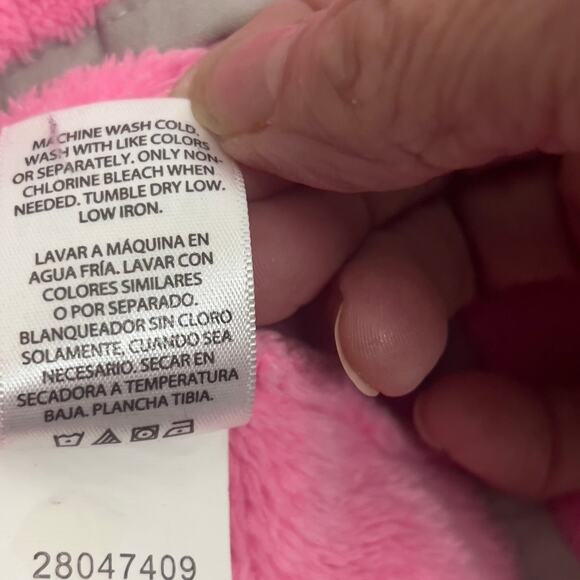 MACHINE WASH COLD.
WASH WITH LIKE COLORS
OR SEPARATELY. ONLY NON-
CHLORINE BLEACH WHEN
NEEDED. TUMBLE DRY LOW.
LOW IRON.
LAVAR A MÁQUINA EN
AGUA FRÍA. LAVAR CON
COLORES SIMILARES
O POR SEPARADO.
BLANQUEADOR SIN CLORO
SOLAMENTE, CUANDO SEA
NECESARIO. SECAR EN
SECADORA A TEMPERATURA
BAJA. PLANCHA TIBIA.
28047409